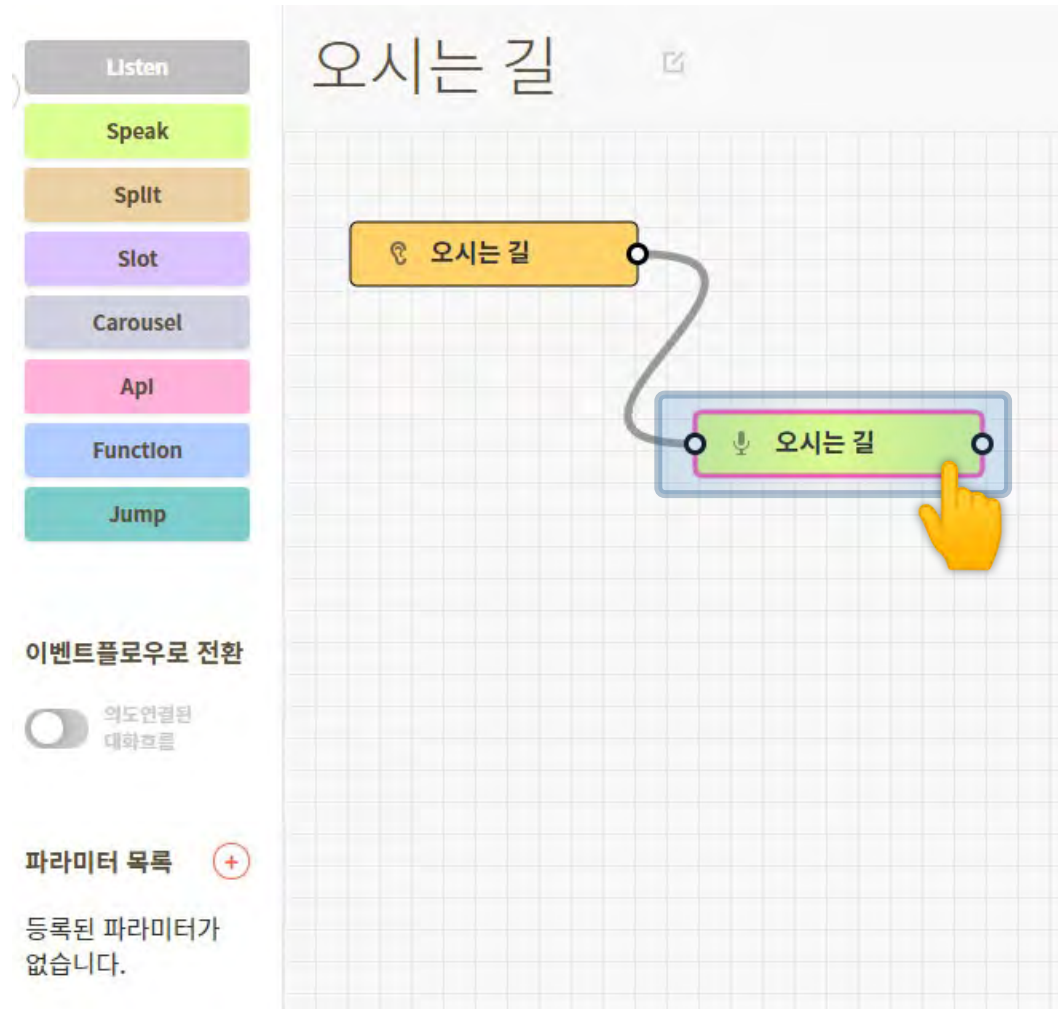 Listen
Speak
Split
Slot
Carousel
Api
Function
Jump
이벤트플로우로 전환
의도연결된
대화흐름
파라미터 목록
등록된 파라미터가
없습니다.
오시는 길
오시는 길
오시는 길